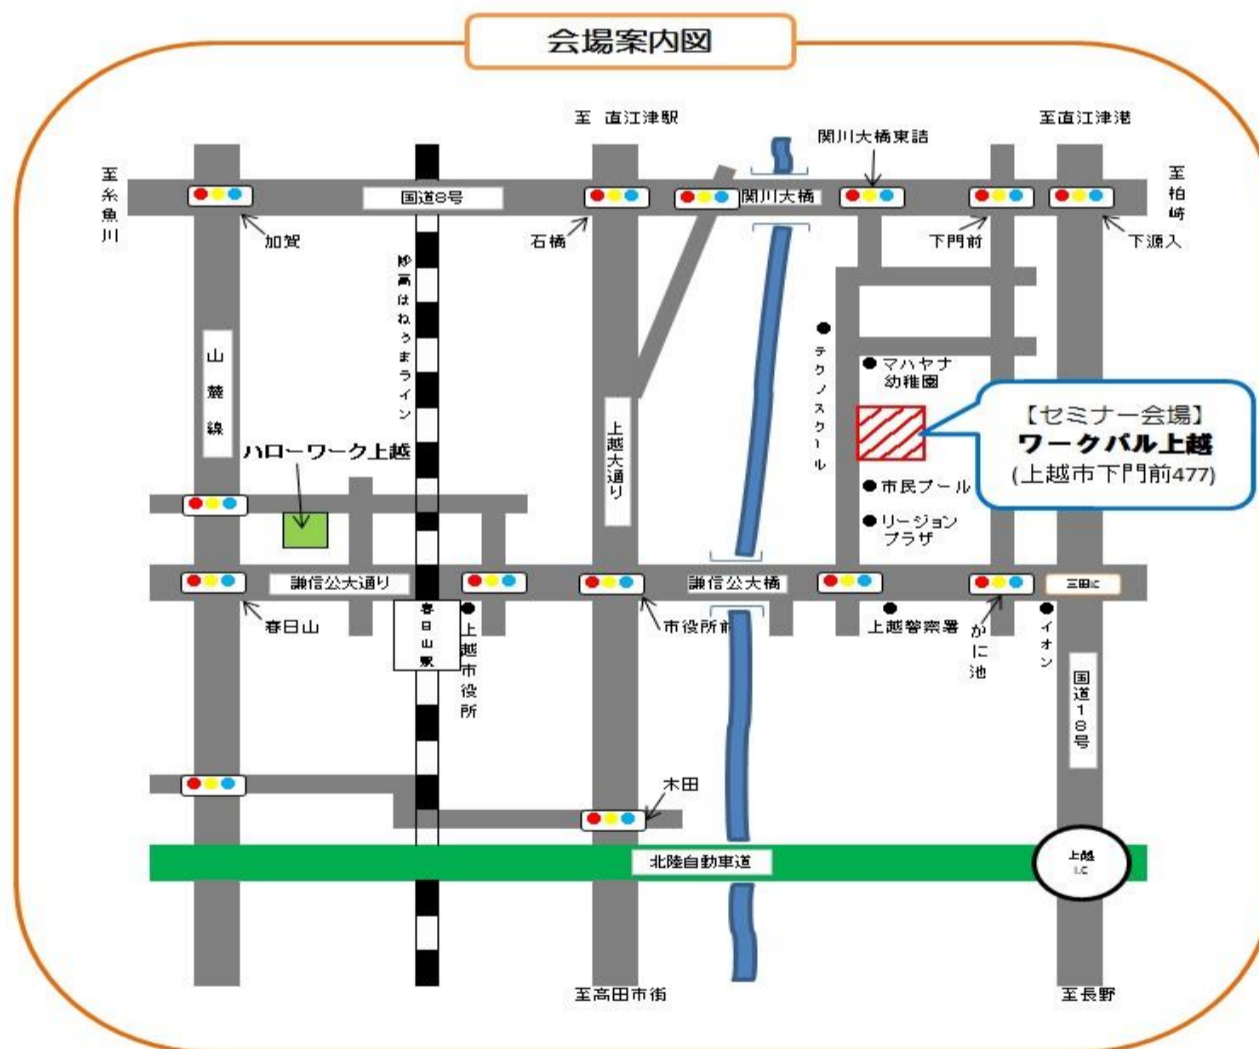 会場案内図
至 直江津駅
至直江津港
関川大橋東詰
至糸魚川
国道8号
関川大橋
至柏崎
加賀
石橋
下門前
下源入
妙高はねうまライン
山麓線
テクノスクール
マハヤナ
幼稚園
【セミナー会場】
ワークパル上越
(上越市下門前477)
上越大通り
ハローワーク上越
市民プール
リージョン
プラザ
謙信公大通り
謙信公大橋
三田IC
春日山
春日山駅
上越市役所
市役所前
上越警察署
かに池
イオン
国道18号
木田
北陸自動車道
上越
I.C
至高田市街
至長野